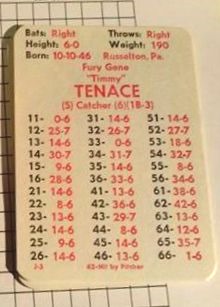 Bats: Right Throws: Right
Height: 6-0 Weight: 190
Born: 10-10-46 Russelton, Pa.
Fury Gene
"Timmy"
TENACE
(S) Catcher (6)(1B-3)
11- 0-6 31- 14-6 51- 14-6
12- 25-7 32- 26-7 52- 27-7
13- 14-6 33- 0-6 53- 18-6
14- 30-7 34- 31-7 54- 32-7
15- 9-6 35- 14-6 55- 8-6
16- 28-6 36- 33-7 56- 30-6
21- 14-6 41- 13-6 61- 38-6
22- 8-6 42- 36-6 62- 42-6
23- 13-6 43- 29-7 63- 13-6
24- 14-6 44- 8-6 64- 12-6
25- 9-6 45- 14-6 65- 35-7
26- 14-6 46- 13-6 66- 1-6
J-3 42-Hit by Pitcher